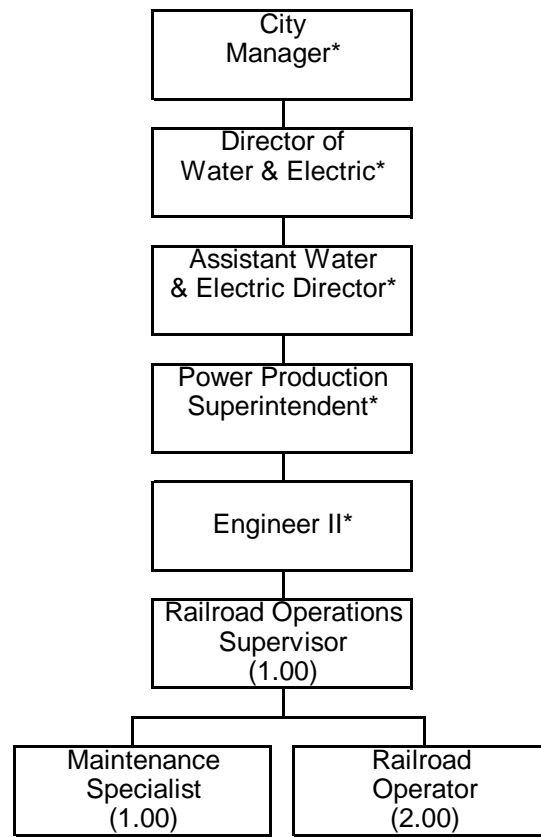 City
Manager*
Director of
Water & Electric*
Assistant Water
& Electric Director*
Power Production
Superintendent*
Engineer II*
Railroad Operations
Supervisor
(1.00)
Maintenance
Specialist
(1.00)
Railroad
Operator
(2.00)